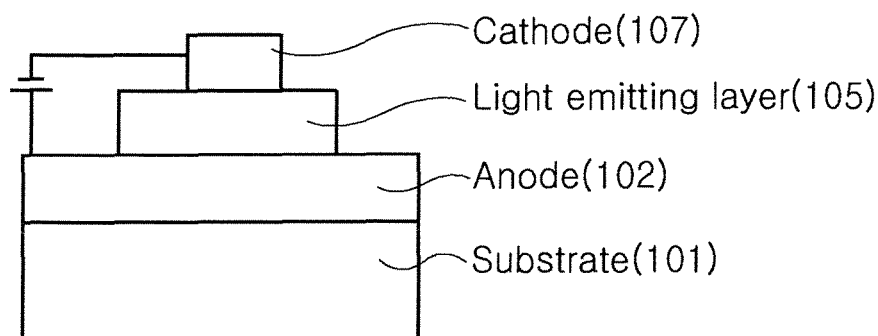 Cathode(107)
Light emitting layer(105)
Anode(102)
Substrate(101)